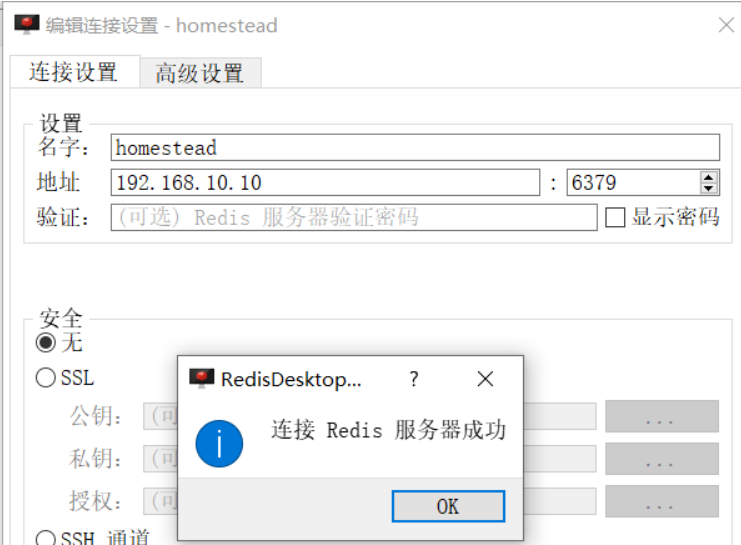 编辑连接设置 - homestead
连接设置 高级设置
设置
名字: homestead
地址 192.168.10.10 : 6379
验证: (可选) Redis 服务器验证密码 显示密码
安全
无
SSL
RedisDesktop... ?
公钥: (可 ...
连接 Redis 服务器成功
私钥: (可 ...
授权: (可 ...
OK
SSH 通道